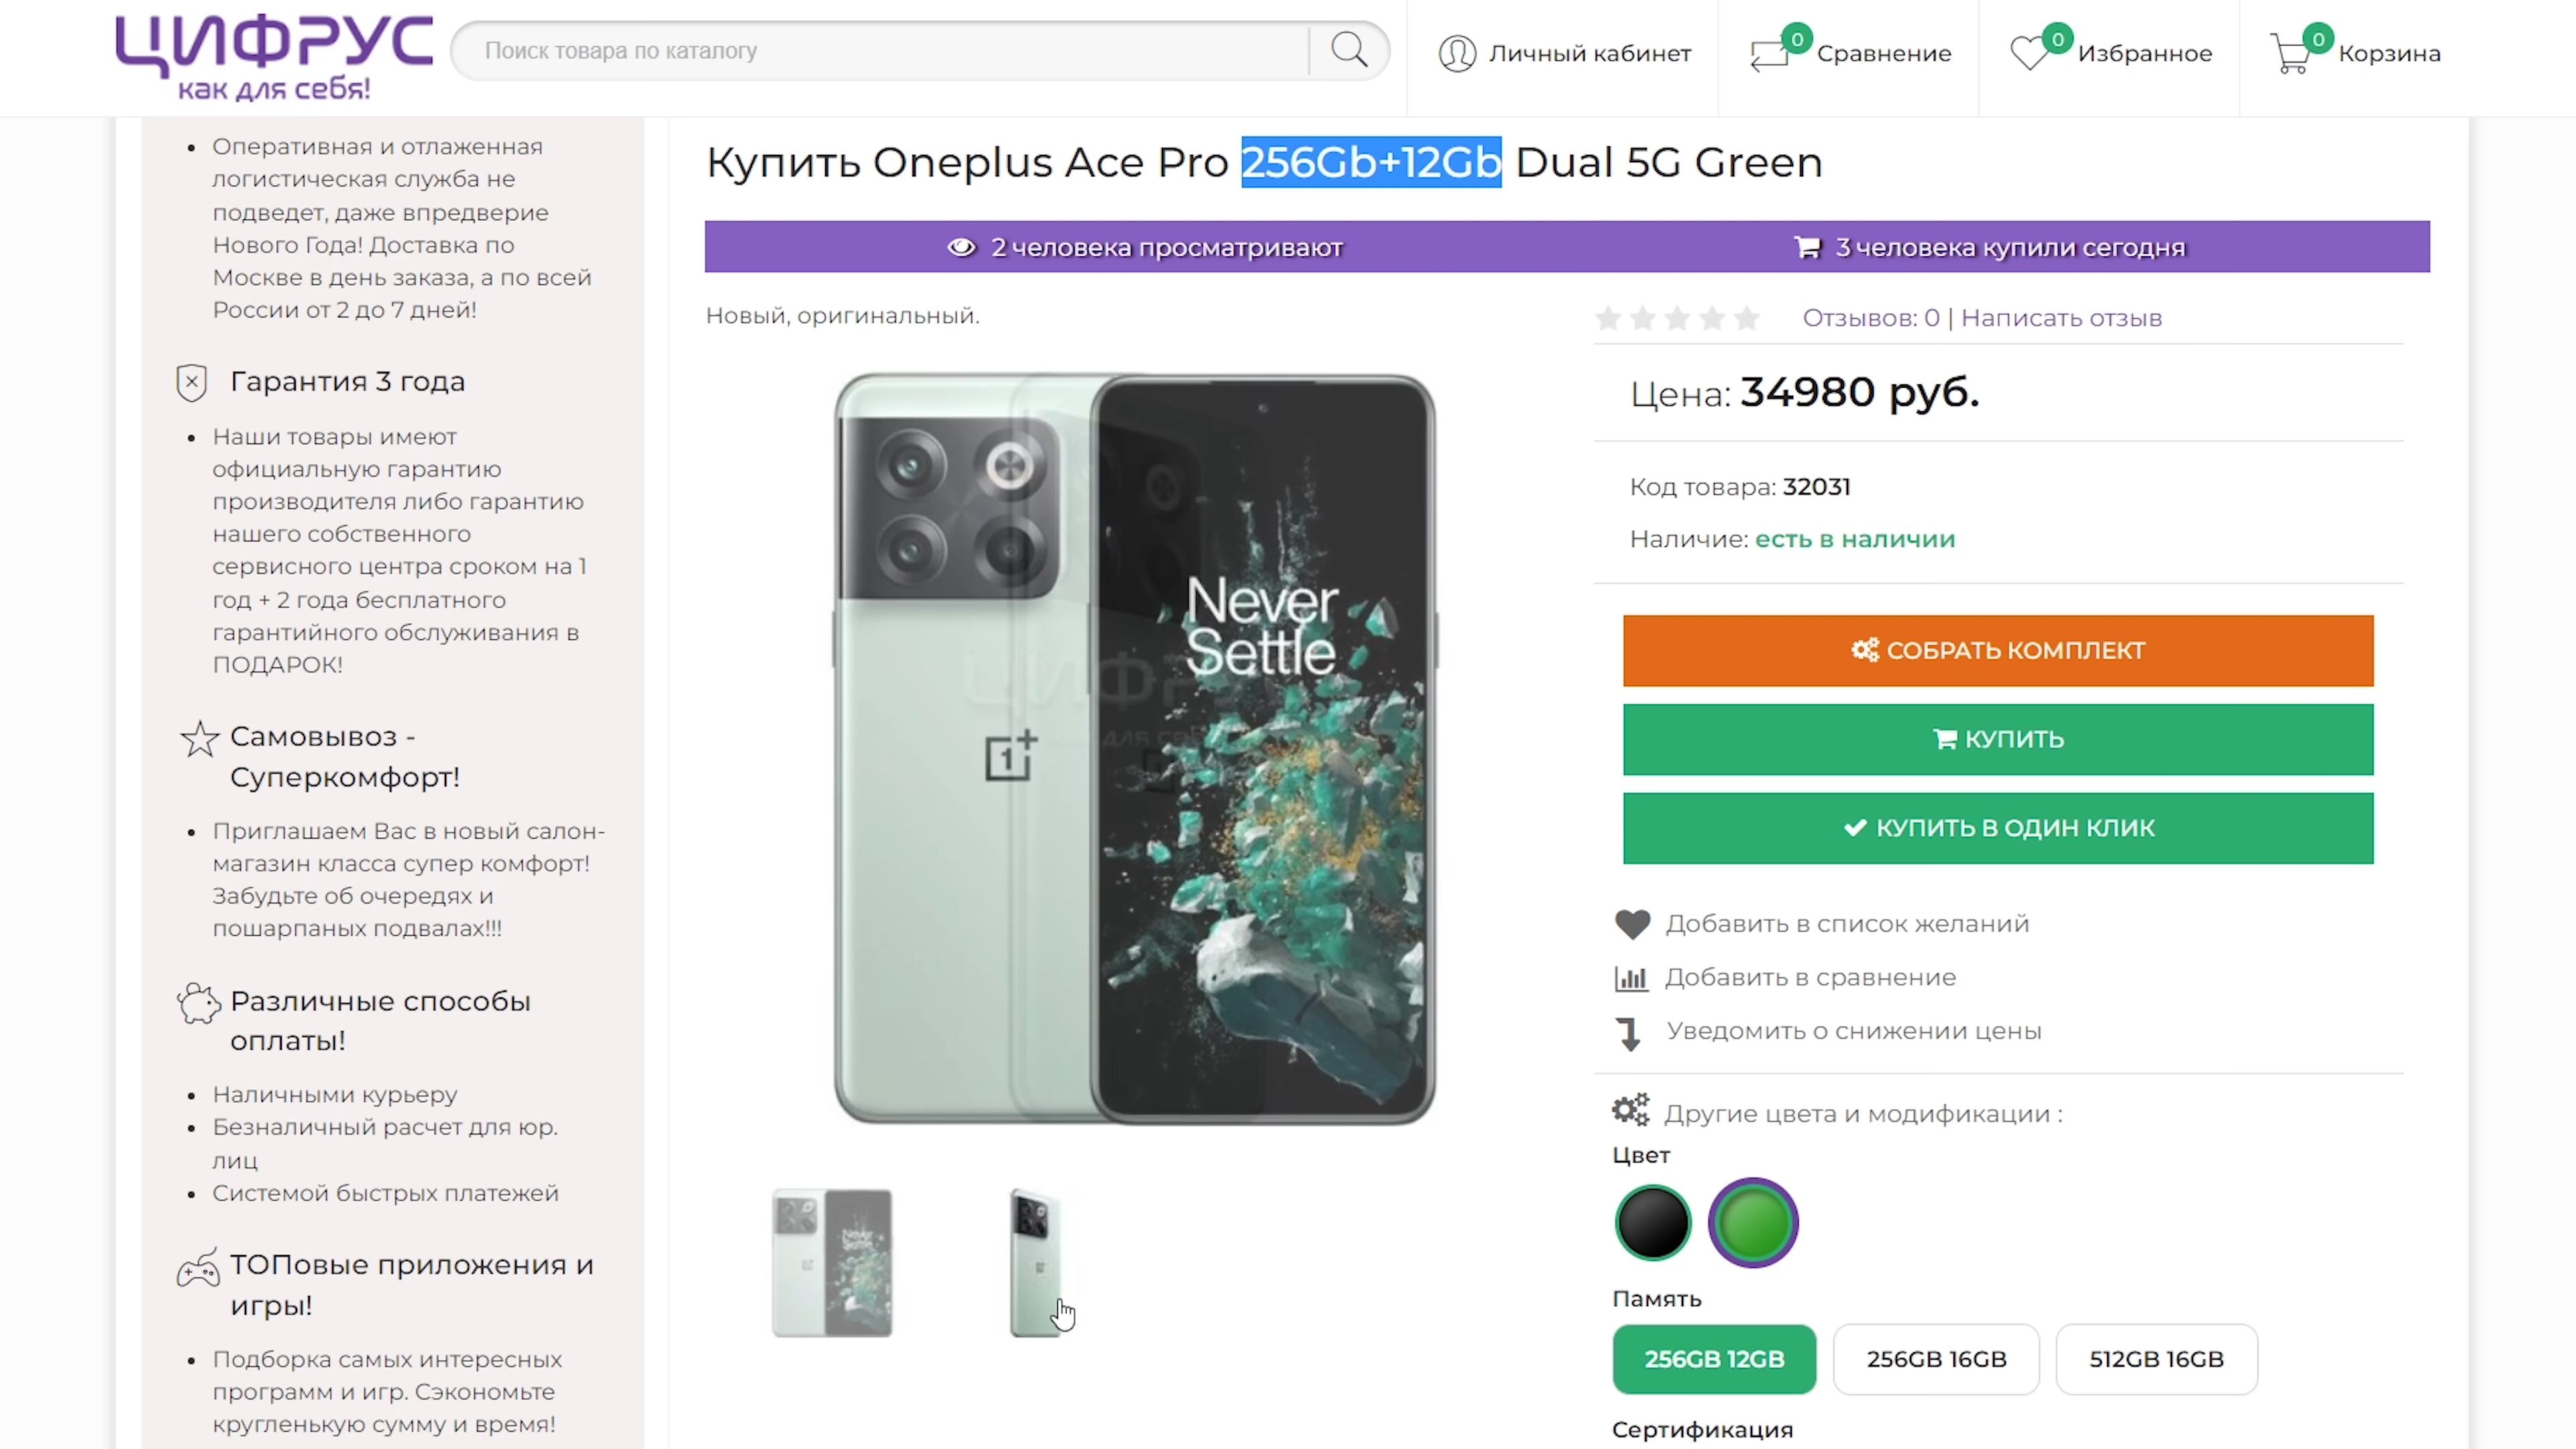 ЦИФРУС
как для себя!
Поиск товара по каталогу
Личный кабинет
0
Сравнение
0
Избранное
0
Корзина
Оперативная и отлаженная
логистическая служба не
подведет, даже впредверие
Нового Года! Доставка по
Москве в день заказа, а по всей
России от 2 до 7 дней!
Гарантия 3 года
Наши товары имеют
официальную гарантию
производителя либо гарантию
нашего собственного
сервисного центра сроком на 1
год + 2 года бесплатного
гарантийного обслуживания в
ПОДАРОК!
Самовывоз -
Суперкомфорт!
Приглашаем Вас в новый салон-
магазин класса супер комфорт!
Забудьте об очередях и
пошарпаных подвалах!!!
Различные способы
оплаты!
Наличными курьеру
Безналичный расчет для юр.
лиц
Системой быстрых платежей
ТОПовые приложения и
игры!
Подборка самых интересных
программ и игр. Сэкономьте
кругленькую сумму и время!
Купить Oneplus Ace Pro 256Gb+12Gb Dual 5G Green
2 человека просматривают
3 человека купили сегодня
Новый, оригинальный.
Never
Settle
Отзывов: 0 | Написать отзыв
Цена: 34980 руб.
Код товара: 32031
Наличие: есть в наличии
СОБРАТЬ КОМПЛЕКТ
КУПИТЬ
КУПИТЬ В ОДИН КЛИК
Добавить в список желаний
Добавить в сравнение
Уведомить о снижении цены
Другие цвета и модификации :
Цвет
Память
256GB 12GB
256GB 16GB
512GB 16GB
Сертификация